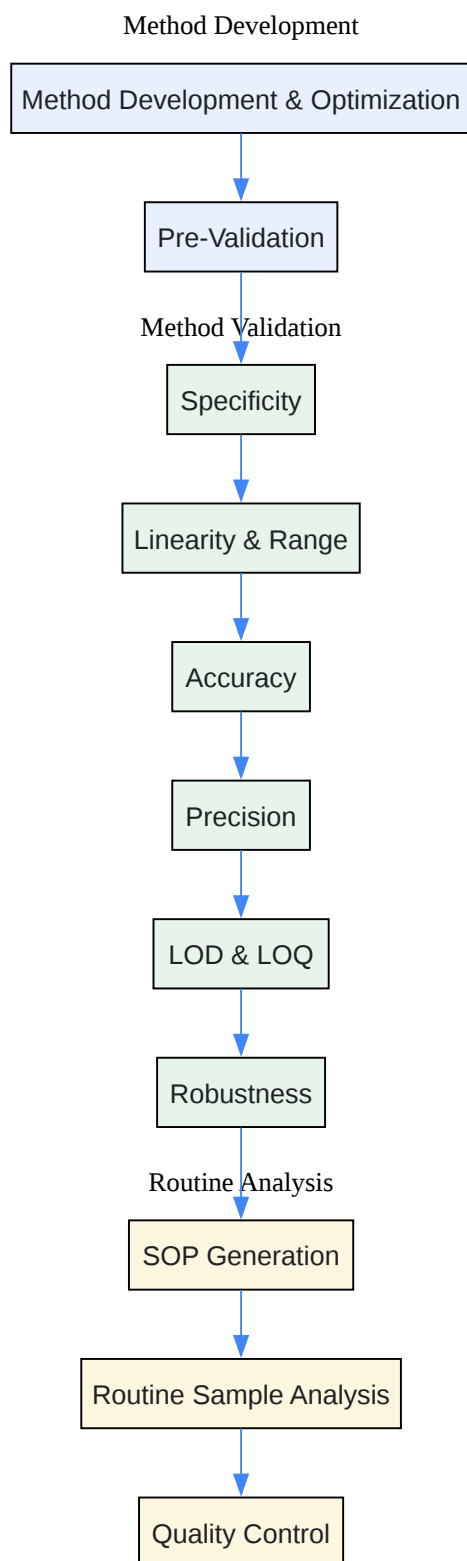 Method Development
Method Development & Optimization
Pre-Validation
Method Validation
Specificity
Linearity & Range
Accuracy
Precision
LOD & LOQ
Robustness
Routine Analysis
SOP Generation
Routine Sample Analysis
Quality Control